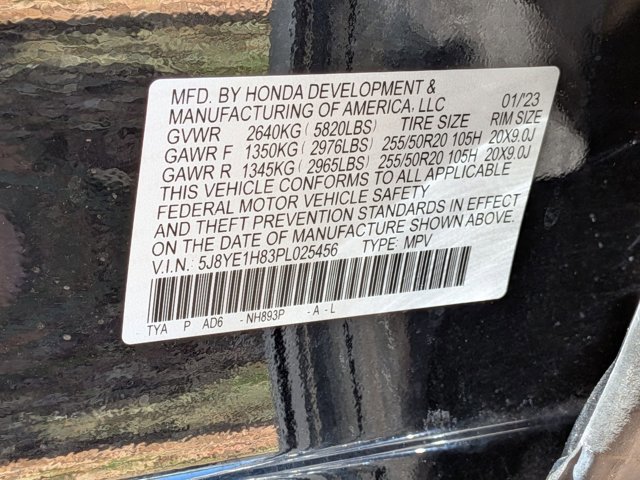 MFD. BY HONDA DEVELOPMENT &
MANUFACTURING OF AMERICA, LLC 01/'23
GVWR 2640KG ( 5820LBS) TIRE SIZE RIM SIZE
GAWR F 1350KG ( 2976LBS) 255/50R20 105H 20X9.0J
GAWR R 1345KG ( 2965LBS) 255/50R20 105H 20X9.0J
THIS VEHICLE CONFORMS TO ALL APPLICABLE
FEDERAL MOTOR VEHICLE SAFETY
AND THEFT PREVENTION STANDARDS IN EFFECT
ON THE DATE OF MANUFACTURE SHOWN ABOVE.
V.I.N.: 5J8YE1H83PL025456 TYPE: MPV
TYA P AD6 - NH893P - A - L